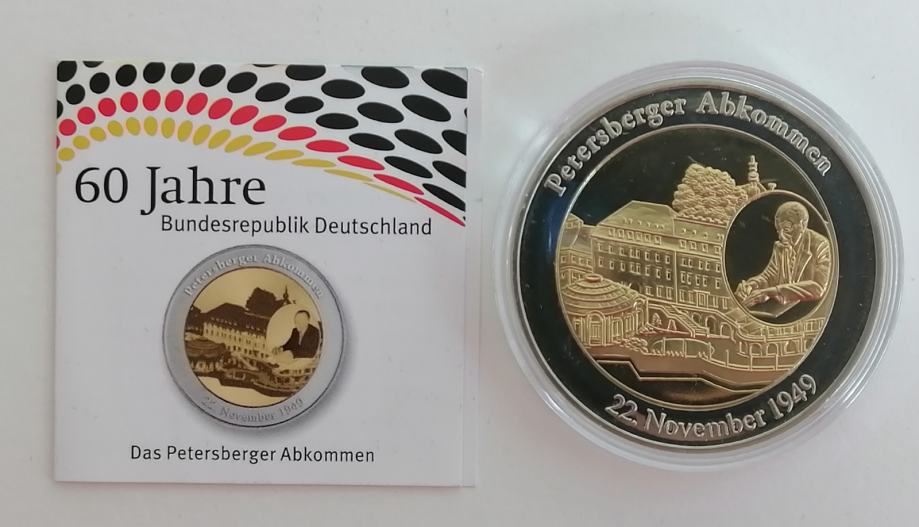 60 Jahre
Bundesrepublik Deutschland
Petersberger Abkommen
22. November 1949
Das Petersberger Abkommen
Petersberger Abkommen
22. November 1949